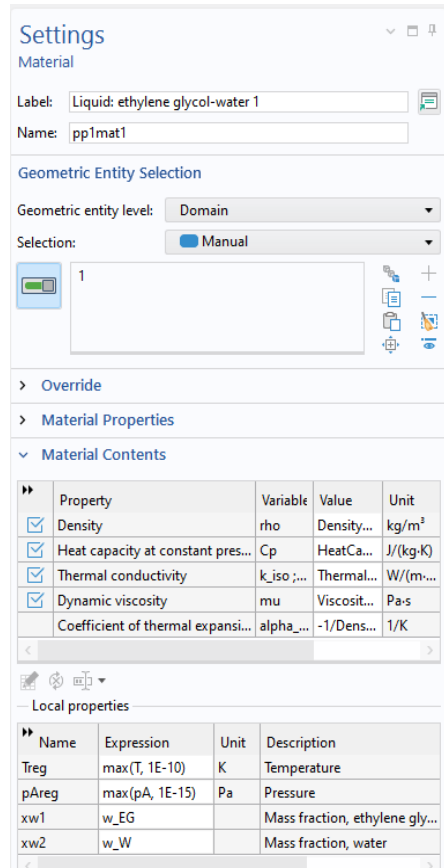 Settings
Material
Label: Liquid: ethylene glycol-water 1
Name: pp1mat1
Geometric Entity Selection
Geometric entity level: Domain
Selection: Manual
1
Override
Material Properties
Material Contents
Property Variable Value Unit
Density rho Density... kg/m³
Heat capacity at constant pres... Cp HeatCa... J/(kg·K)
Thermal conductivity k_iso ;... Thermal... W/(m·...
Dynamic viscosity mu Viscosit... Pa·s
Coefficient of thermal expansi... alpha_... -1/Dens... 1/K
Local properties
Name Expression Unit Description
Treg max(T, 1E-10) K Temperature
pAreg max(pA, 1E-15) Pa Pressure
xw1 w_EG Mass fraction, ethylene gly...
xw2 w_W Mass fraction, water